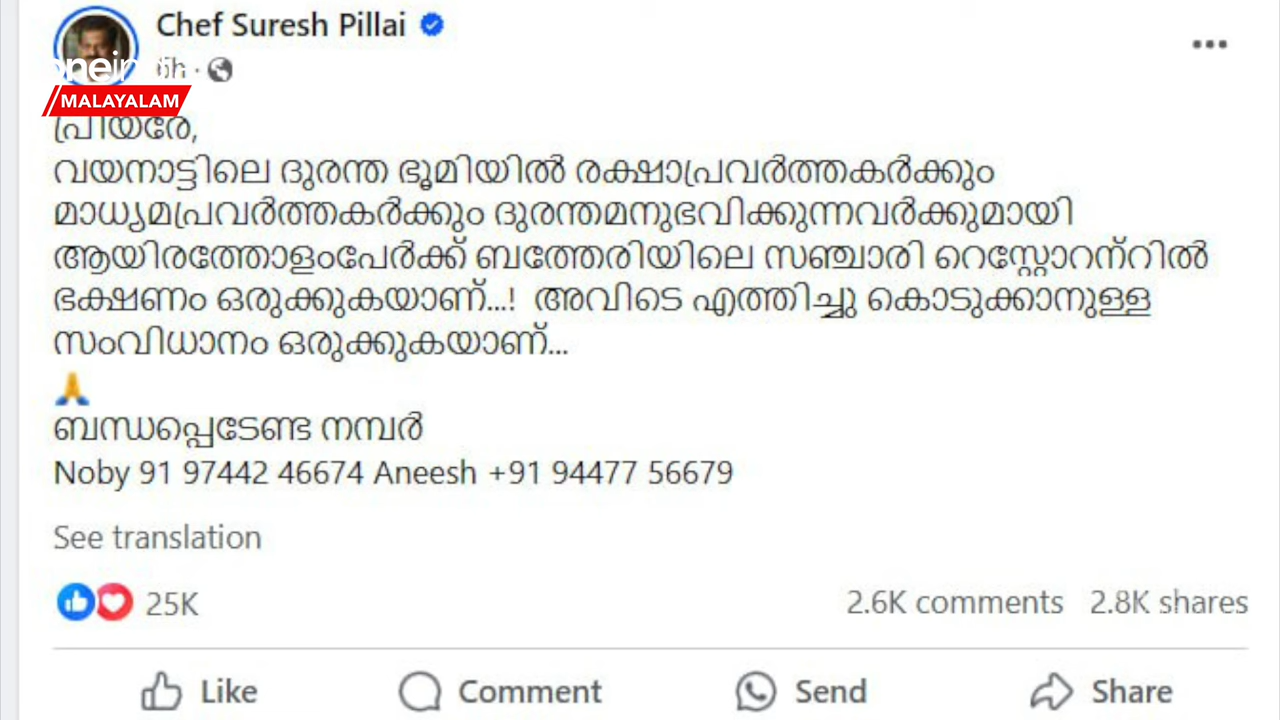 Chef Suresh Pillai
oneindia
MALAYALAM
പ്രിയരേ,
വയനാട്ടിലെ ദുരന്ത ഭൂമിയിൽ രക്ഷാപ്രവർത്തകർക്കും
മാധ്യമപ്രവർത്തകർക്കും ദുരന്തമനുഭവിക്കുന്നവർക്കുമായി
ആയിരത്തോളംപേർക്ക് ബത്തേരിയിലെ സഞ്ചാരി റെസ്റ്റോറന്റിൽ
ഭക്ഷണം ഒരുക്കുകയാണ്...! അവിടെ എത്തിച്ചു കൊടുക്കാനുള്ള
സംവിധാനം ഒരുക്കുകയാണ്...
🙏
ബന്ധപ്പെടേണ്ട നമ്പർ
Noby 91 97442 46674 Aneesh +91 94477 56679
See translation
25K 2.6K comments 2.8K shares
Like Comment Send Share